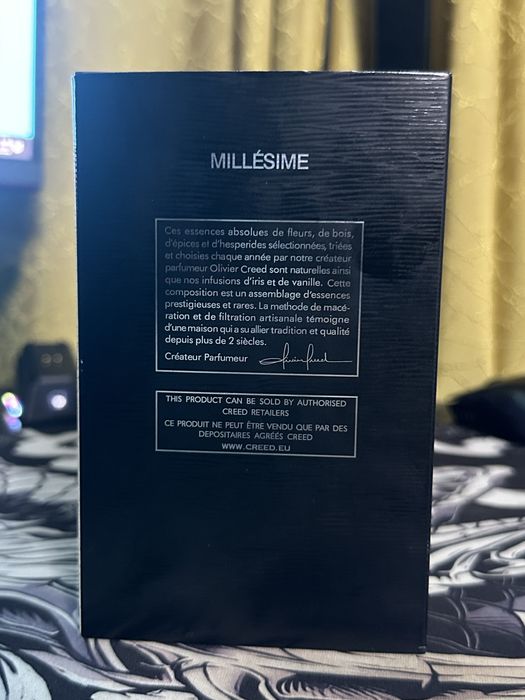 MILLÉSIME
Ces essences absolues de fleurs, de bois,
d'épices et d'hesperides sélectionnées, triées
et choisies chaque année par notre créateur
parfumeur Olivier Creed sont naturelles ainsi
que nos infusions d'iris et de vanille. Cette
composition est un assemblage d'essences
prestigieuses et rares. La methode de macé-
ration et de filtration artisanale témoigne
d'une maison qui a su allier tradition et qualité
depuis plus de 2 siècles.
Créateur Parfumeur Olivier Creed
THIS PRODUCT CAN BE SOLD BY AUTHORISED
CREED RETAILERS
CE PRODUIT NE PEUT ÊTRE VENDU QUE PAR DES
DEPOSITAIRES AGRÉÉS CREED
WWW.CREED.EU